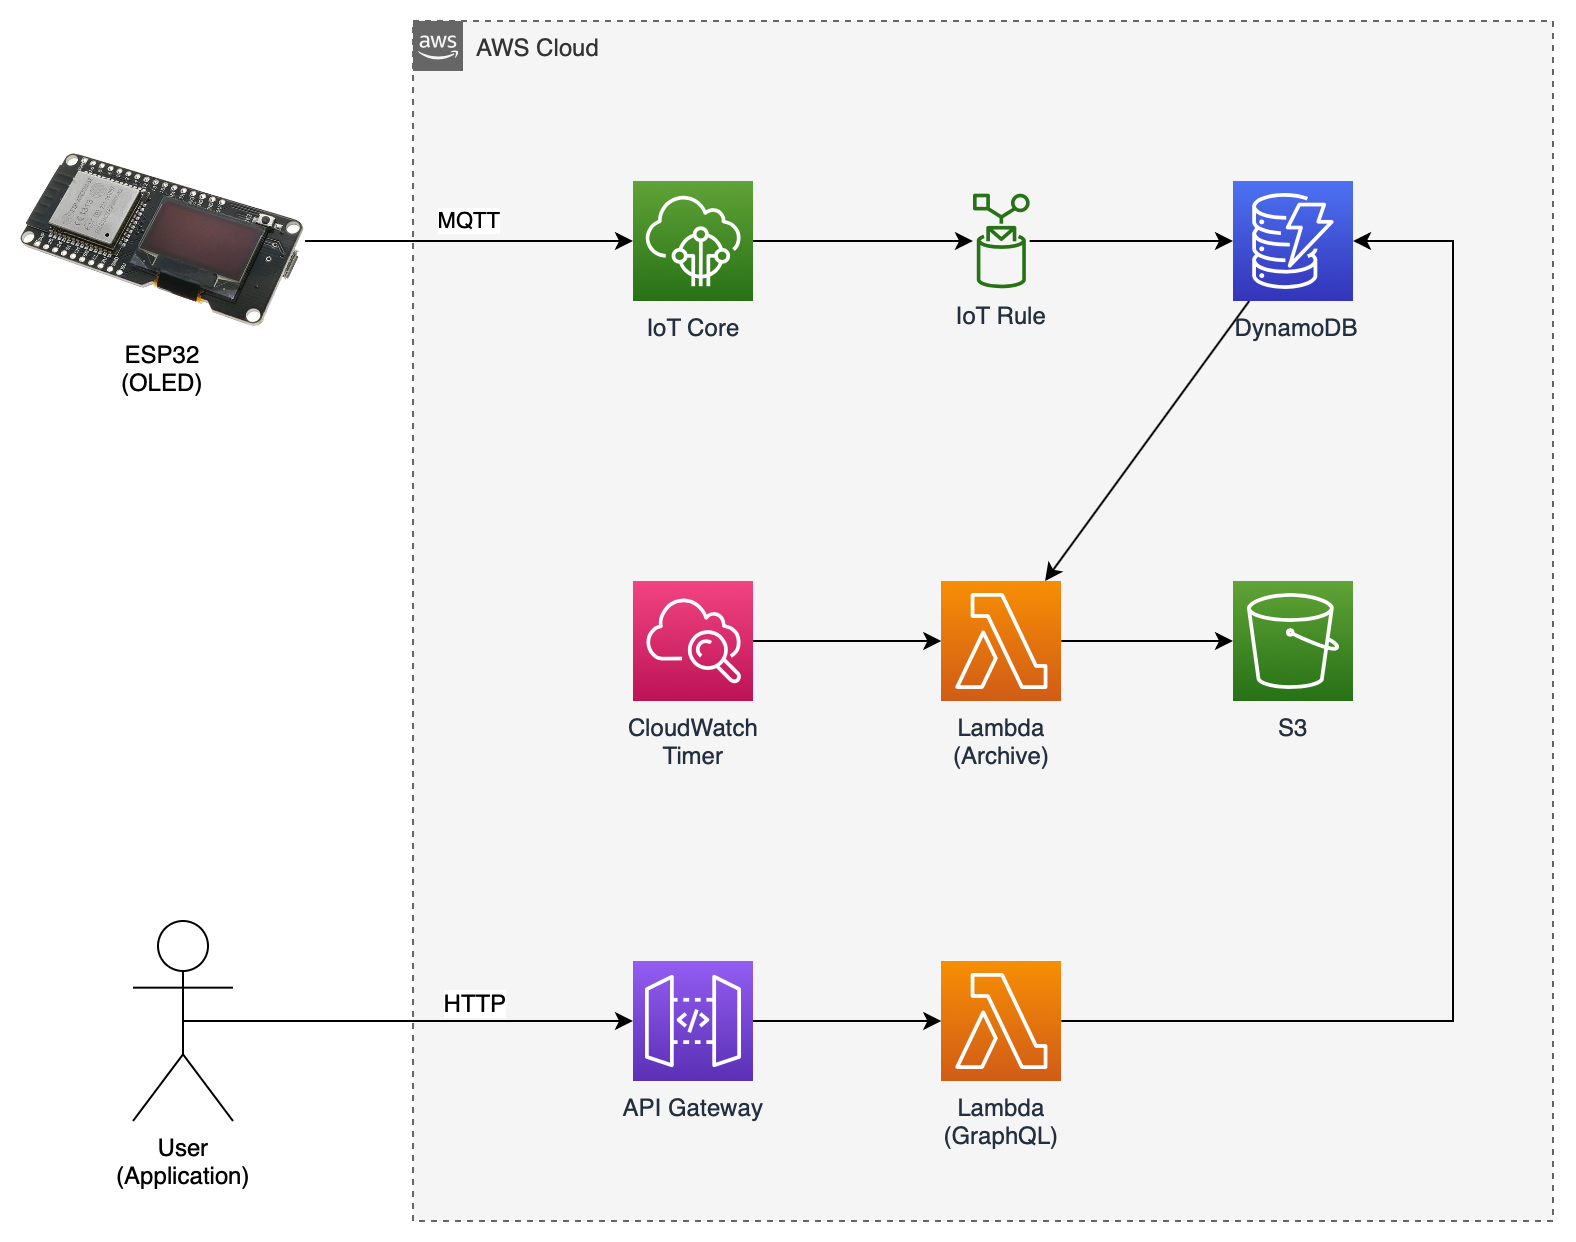 aws
AWS Cloud
MQTT
IoT Core
IoT Rule
DynamoDB
ESP32
(OLED)
CloudWatch
Timer
Lambda
(Archive)
S3
HTTP
</>
API Gateway
Lambda
(GraphQL)
User
(Application)